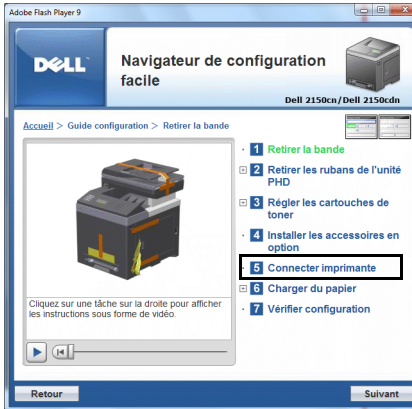 Adobe Flash Player 9
DELL
Navigateur de configuration
facile
Dell 2150cn/Dell 2150cdn
Accueil > Guide configuration > Retirer la bande
1 Retirer la bande
2 Retirer les rubans de l'unité
PHD
3 Régler les cartouches de
toner
4 Installer les accessoires en
option
5 Connecter imprimante
6 Charger du papier
7 Vérifier configuration
Cliquez sur une tâche sur la droite pour afficher
les instructions sous forme de vidéo.
Retour
Suivant